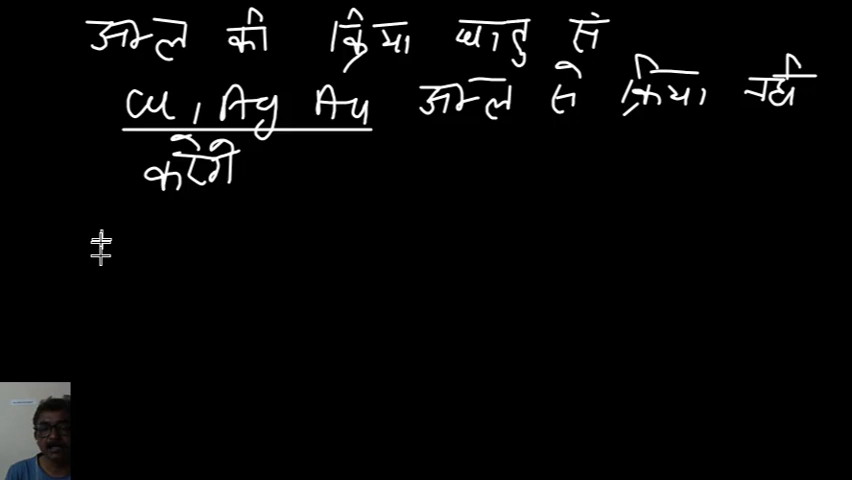 अम्ल की क्रिया धातु से
Cu, Ag Au अम्ल से क्रिया नहीं
करेंगे